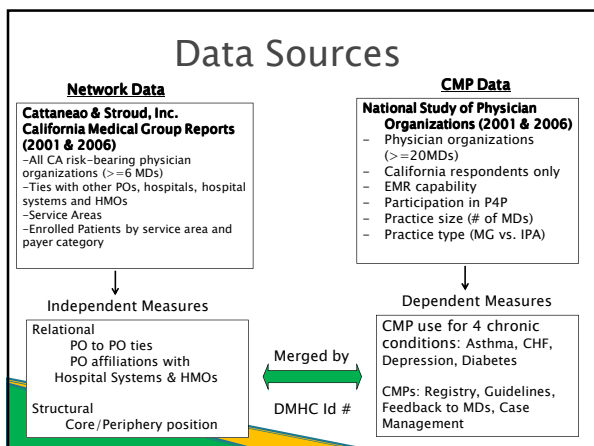 Data Sources
Network Data
Cattaneao & Stroud, Inc.
California Medical Group Reports
(2001 & 2006)
-All CA risk-bearing physician
organizations (>=6 MDs)
-Ties with other POs, hospitals, hospital
systems and HMOs
-Service Areas
-Enrolled Patients by service area and
payer category
Independent Measures
Relational
PO to PO ties
PO affiliations with
Hospital Systems & HMOs
Structural
Core/Periphery position
Merged by
DMHC Id #
CMP Data
National Study of Physician
Organizations (2001 & 2006)
– Physician organizations
(>=20MDs)
– California respondents only
– EMR capability
– Participation in P4P
– Practice size (# of MDs)
– Practice type (MG vs. IPA)
Dependent Measures
CMP use for 4 chronic
conditions: Asthma, CHF,
Depression, Diabetes
CMPs: Registry, Guidelines,
Feedback to MDs, Case
Management